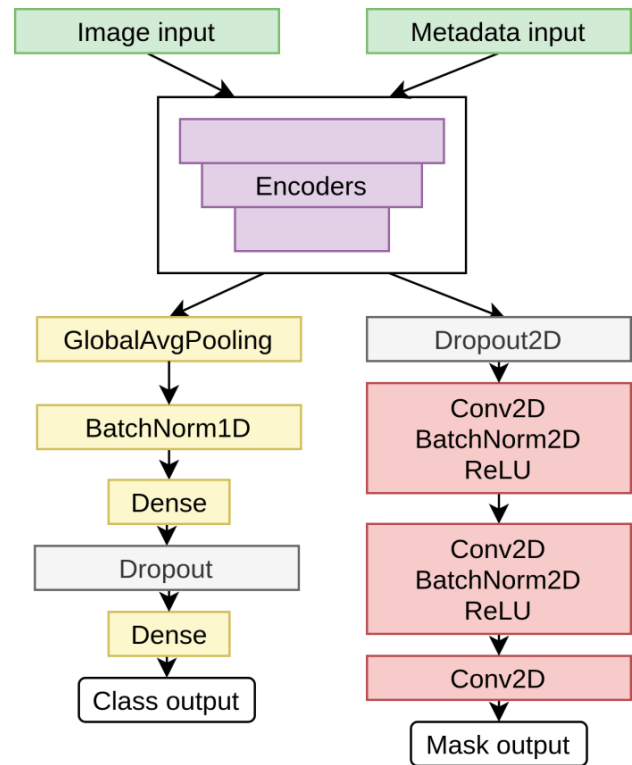 Image input
Metadata input
Encoders
GlobalAvgPooling
BatchNorm1D
Dense
Dropout
Dense
Class output
Dropout2D
Conv2D
BatchNorm2D
ReLU
Conv2D
BatchNorm2D
ReLU
Conv2D
Mask output